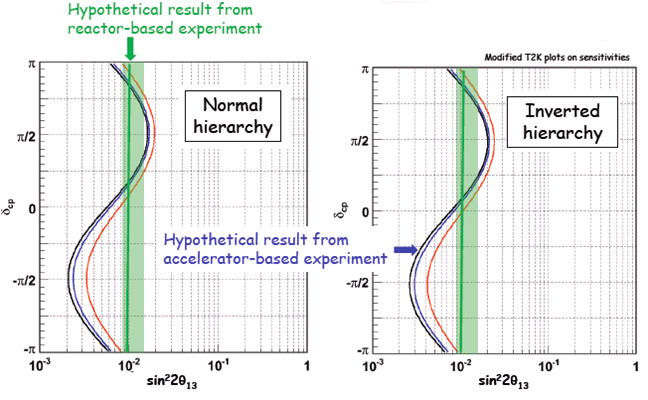 Hypothetical result from
reactor-based experiment
Modified T2K plots on sensitivities
Normal
hierarchy
π
π/2
0
-π/2
-π
δcp
10-3
10-2
10-1
1
sin22θ13
Inverted
hierarchy
π
π/2
0
-π/2
-π
δcp
10-3
10-2
10-1
1
sin22θ13
Hypothetical result from
accelerator-based experiment